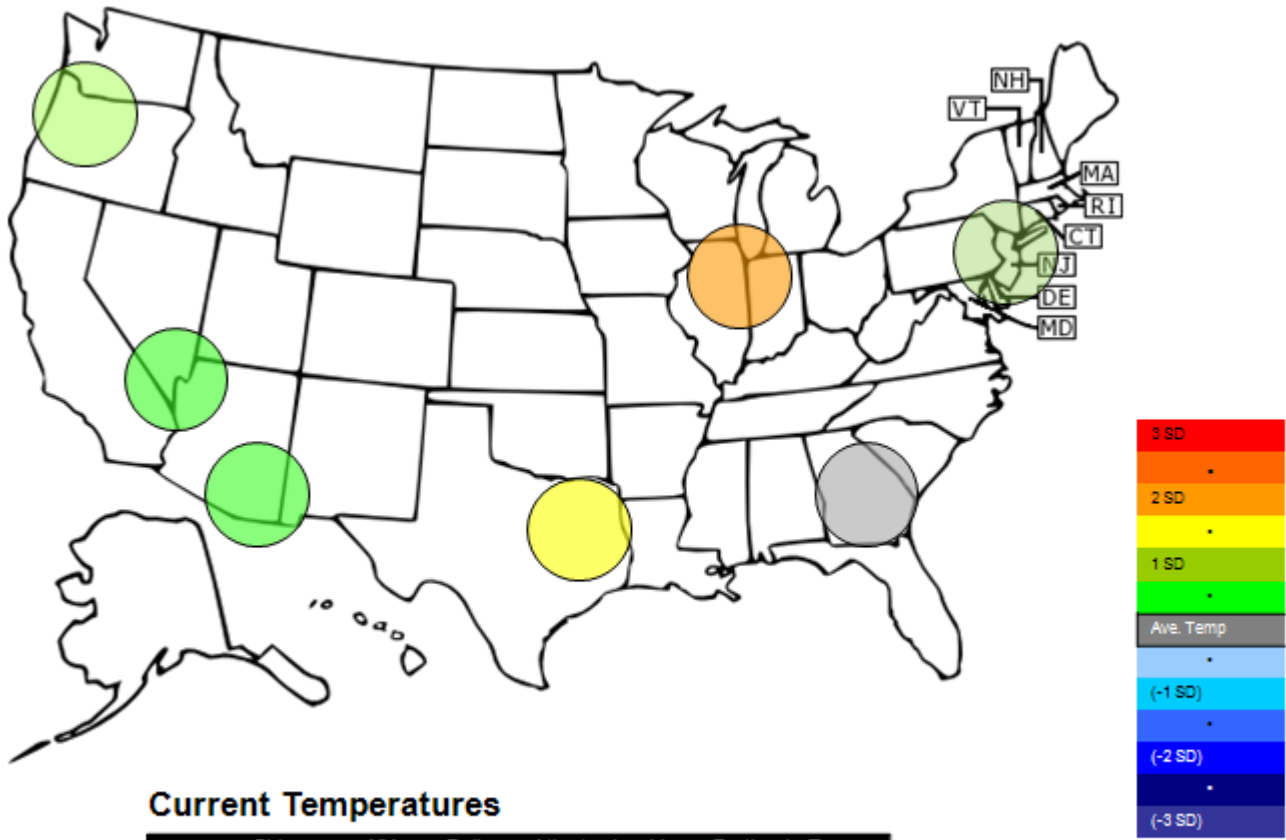 NH
VT
MA
RI
CT
NJ
DE
MD
3 SD
2 SD
1 SD
Ave. Temp
(-1 SD)
(-2 SD)
(-3 SD)
Current Temperatures